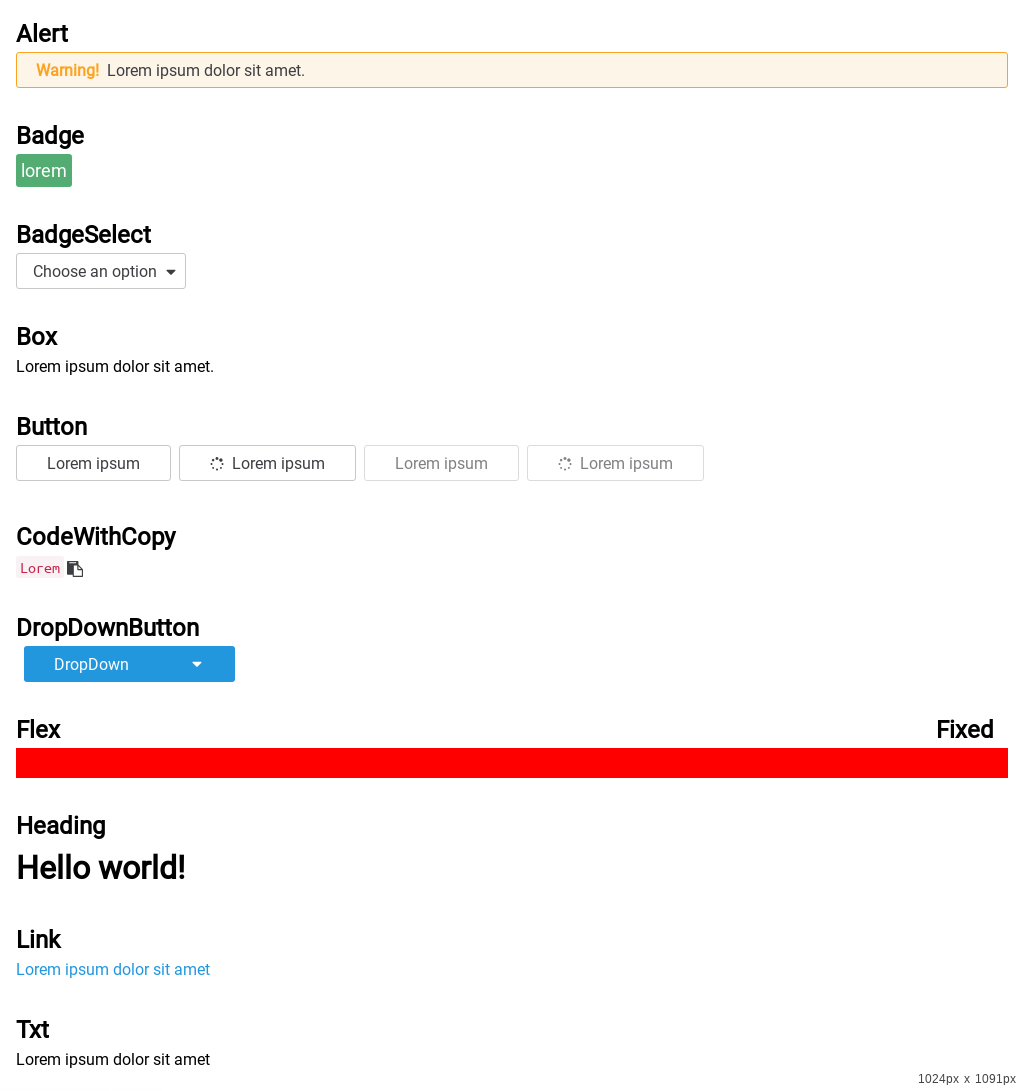 Alert
Warning! Lorem ipsum dolor sit amet.
Badge
lorem
BadgeSelect
Choose an option
Box
Lorem ipsum dolor sit amet.
Button
Lorem ipsum Lorem ipsum Lorem ipsum Lorem ipsum
CodeWithCopy
Lorem
DropDownButton
DropDown
Flex Fixed
Heading
Hello world!
Link
Lorem ipsum dolor sit amet
Txt
Lorem ipsum dolor sit amet
1024px x 1091px